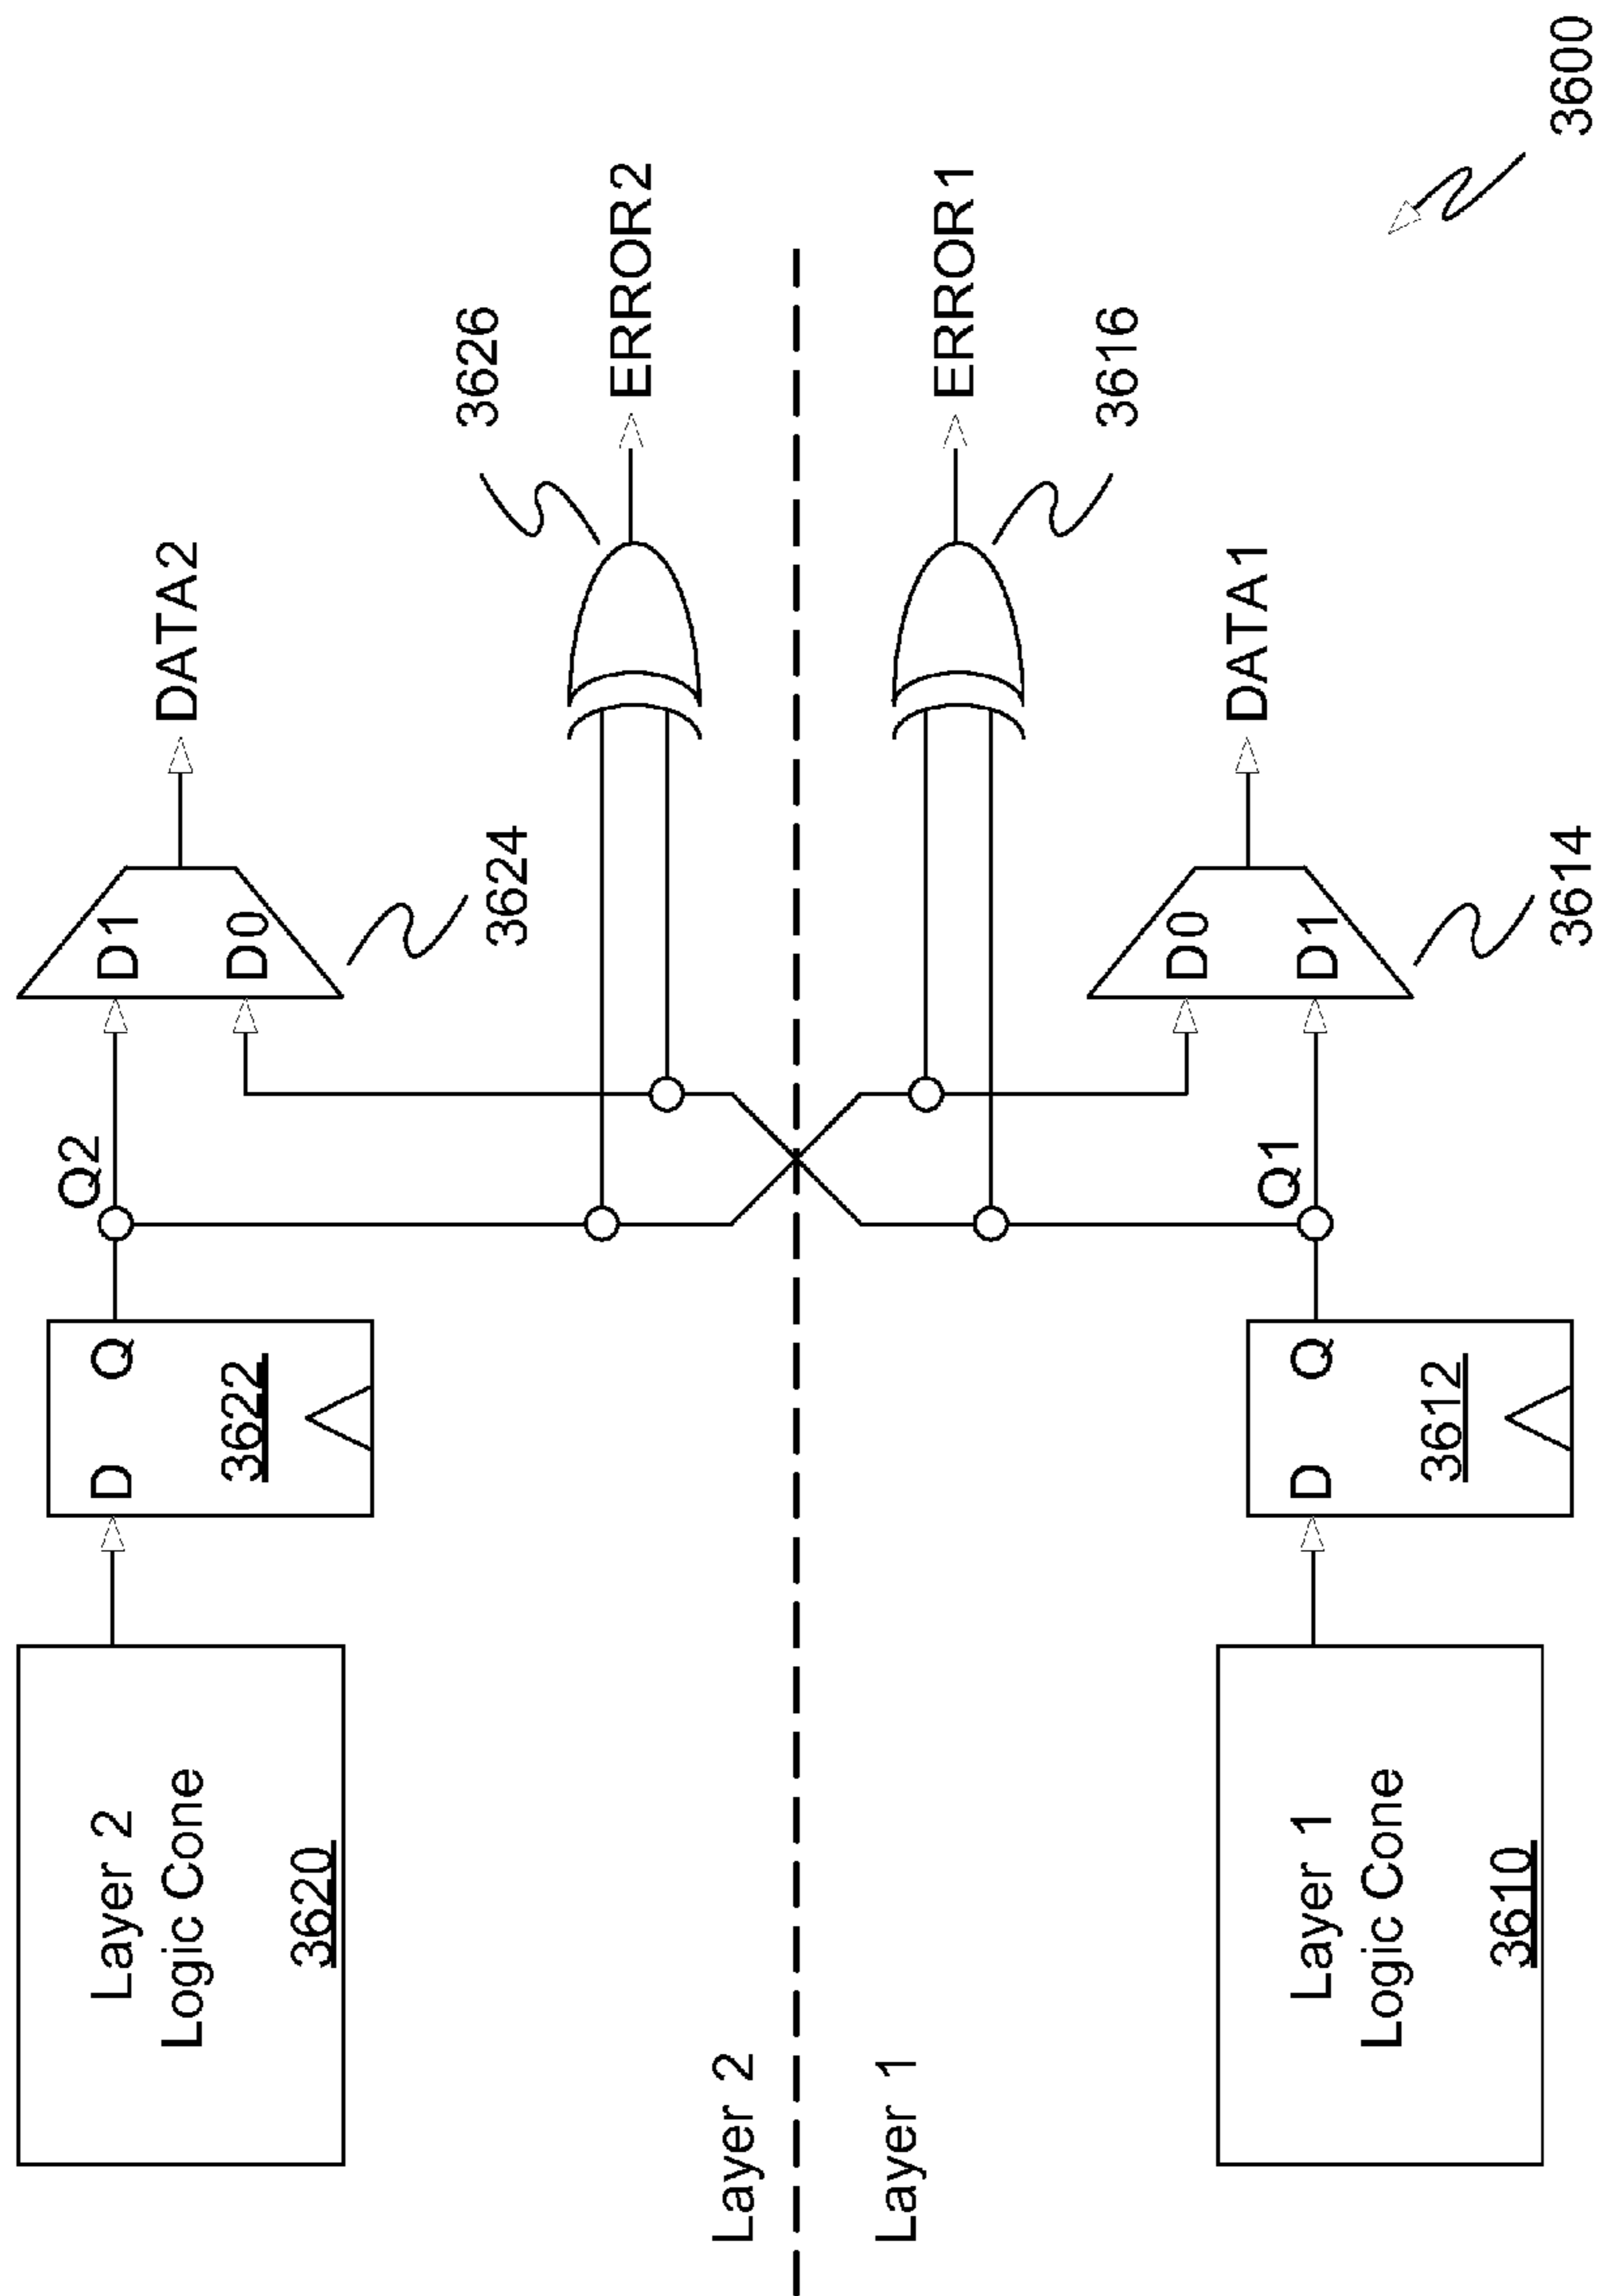 Layer 2
Logic Cone
3620
D
Q
3622
Q2
D1
D0
3624
DATA2
3626
ERROR2
Layer 2
Layer 1
ERROR1
3616
Layer 1
Logic Cone
3610
D
Q
3612
Q1
D0
D1
3614
DATA1
3600